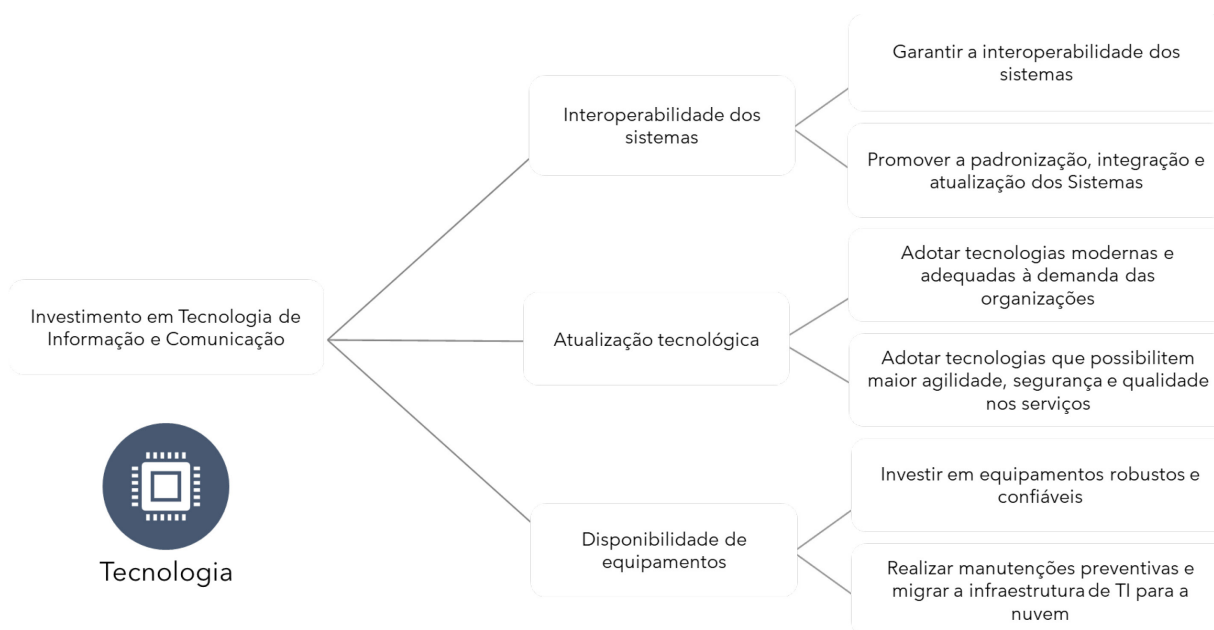 Investimento em Tecnologia de
Informação e Comunicação
Tecnologia
Interoperabilidade dos
sistemas
Atualização tecnológica
Disponibilidade de
equipamentos
Garantir a interoperabilidade dos
sistemas
Promover a padronização, integração e
atualização dos Sistemas
Adotar tecnologias modernas e
adequadas à demanda das
organizações
Adotar tecnologias que possibilitem
maior agilidade, segurança e qualidade
nos serviços
Investir em equipamentos robustos e
confiáveis
Realizar manutenções preventivas e
migrar a infraestrutura de TI para a
nuvem